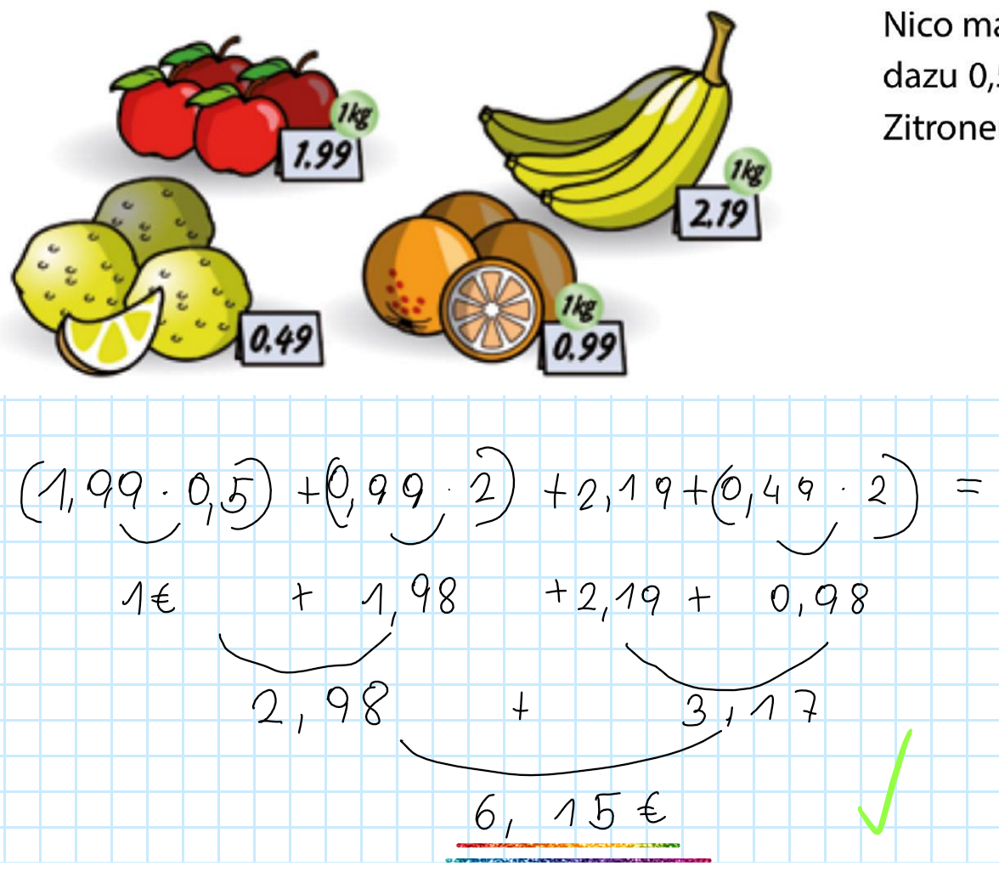 Nico
dazu
Zitrone
1kg
1.99
1kg
2.19
0.49
1kg
0.99
(1,99 · 0,5) + (0,99 · 2) + 2,19 + (0,49 · 2) =
1€ + 1,98 + 2,19 + 0,98
2,98 + 3,17
6,15 €